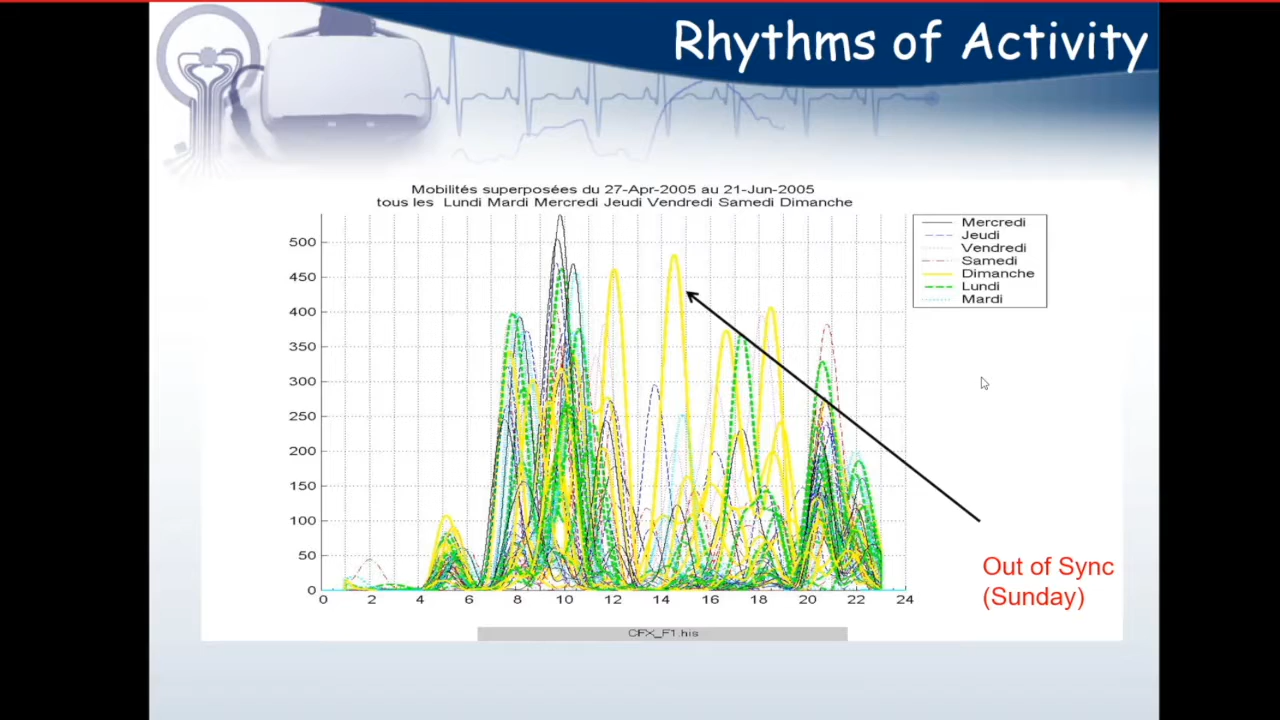 Rhythms of Activity
Mobilités superposées du 27-Apr-2005 au 21-Jun-2005
tous les Lundi Mardi Mercredi Jeudi Vendredi Samedi Dimanche
Mercredi
Jeudi
Vendredi
Samedi
Dimanche
Lundi
Mardi
500
450
400
350
300
250
200
150
100
50
0
0 2 4 6 8 10 12 14 16 18 20 22 24
Out of Sync
(Sunday)
CFX_F1.his